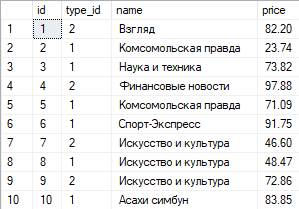 id type_id name price
1 1 2 Взгляд 82.20
2 2 1 Комсомольская правда 23.74
3 3 1 Наука и техника 73.82
4 4 2 Финансовые новости 97.88
5 5 1 Комсомольская правда 71.09
6 6 1 Спорт-Экспресс 91.75
7 7 2 Искусство и культура 46.60
8 8 1 Искусство и культура 48.47
9 9 2 Искусство и культура 72.86
10 10 1 Асахи симбун 83.85